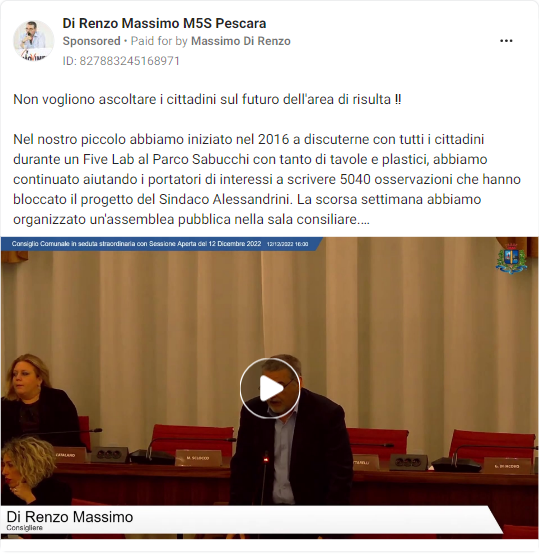 Di Renzo Massimo M5S Pescara
Sponsored • Paid for by Massimo Di Renzo
ID: 827883245168971
Non vogliono ascoltare i cittadini sul futuro dell'area di risulta !!
Nel nostro piccolo abbiamo iniziato nel 2016 a discuterne con tutti i cittadini
durante un Five Lab al Parco Sabucchi con tanto di tavole e plastici, abbiamo
continuato aiutando i portatori di interessi a scrivere 5040 osservazioni che hanno
bloccato il progetto del Sindaco Alessandrini. La scorsa settimana abbiamo
organizzato un'assemblea pubblica nella sala consiliare....
Consiglio Comunale in seduta straordinaria con Sessione Aperta del 12 Dicembre 2022 12/12/2022 16:00
CATALANO
Di Renzo Massimo
Consigliere